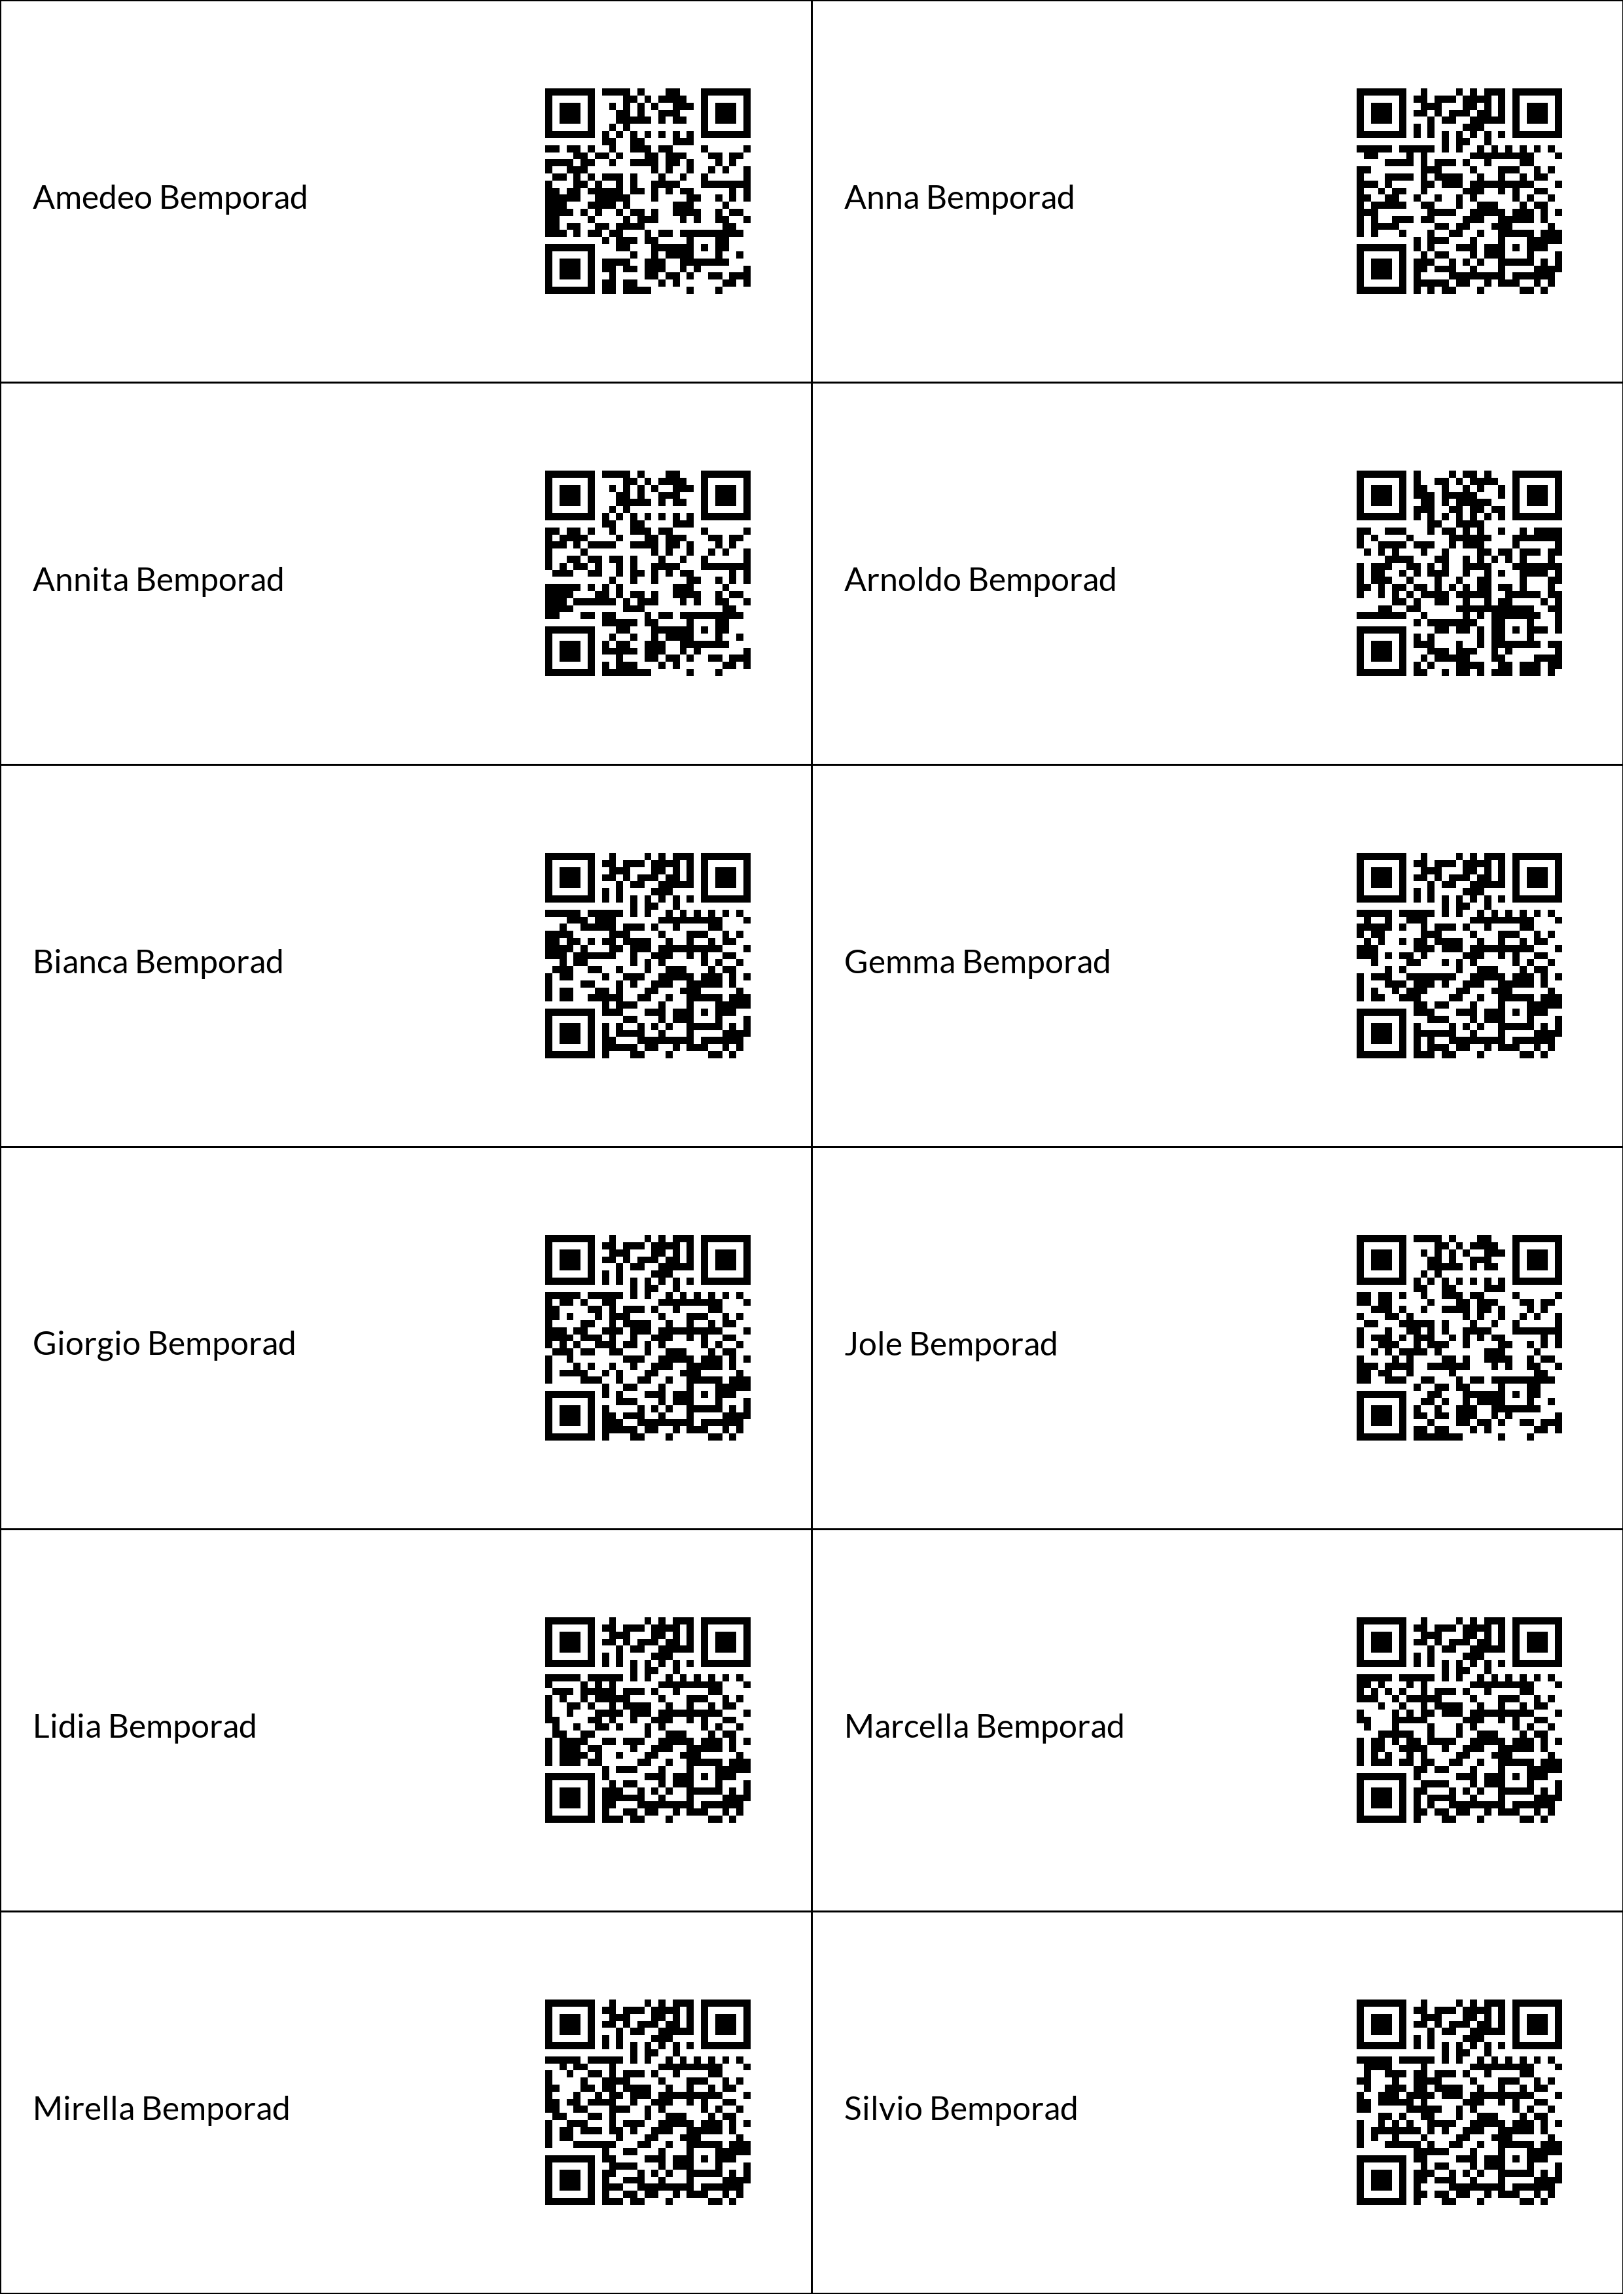 Amedeo Bemporad
Anna Bemporad
Annita Bemporad
Arnoldo Bemporad
Bianca Bemporad
Gemma Bemporad
Giorgio Bemporad
Jole Bemporad
Lidia Bemporad
Marcella Bemporad
Mirella Bemporad
Silvio Bemporad